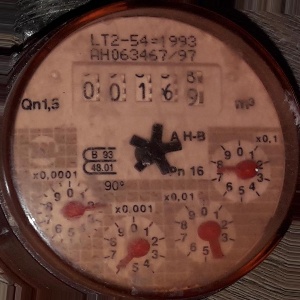 LT2-54=1993
AH063467/97
0 0 1 6 9
Qn1,5
m³
A H-B
B 93
48.01
90°
Pn 16
x0,1
x0,0001
x0,001
x0,01